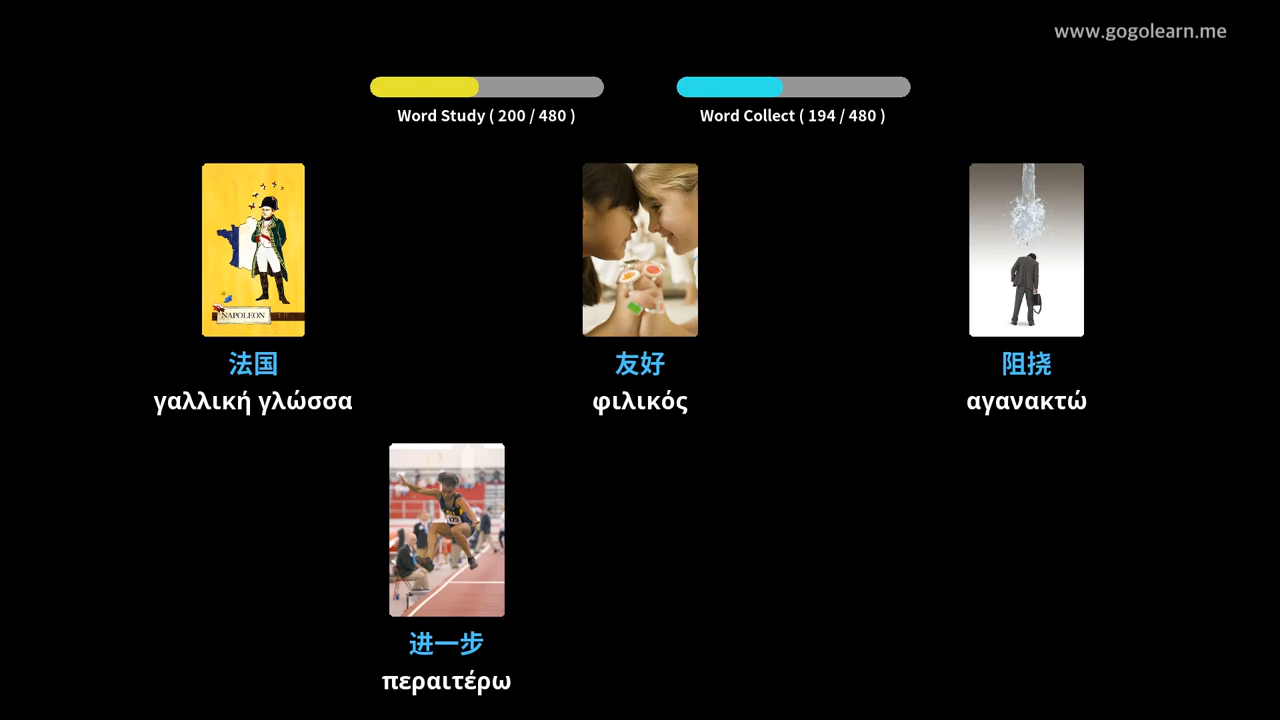 www.gogolearn.me
Word Study ( 200 / 480 )
Word Collect ( 194 / 480 )
NAPOLEON
法国
γαλλική γλώσσα
友好
φιλικός
阻挠
αγανακτώ
进一步
περαιτέρω